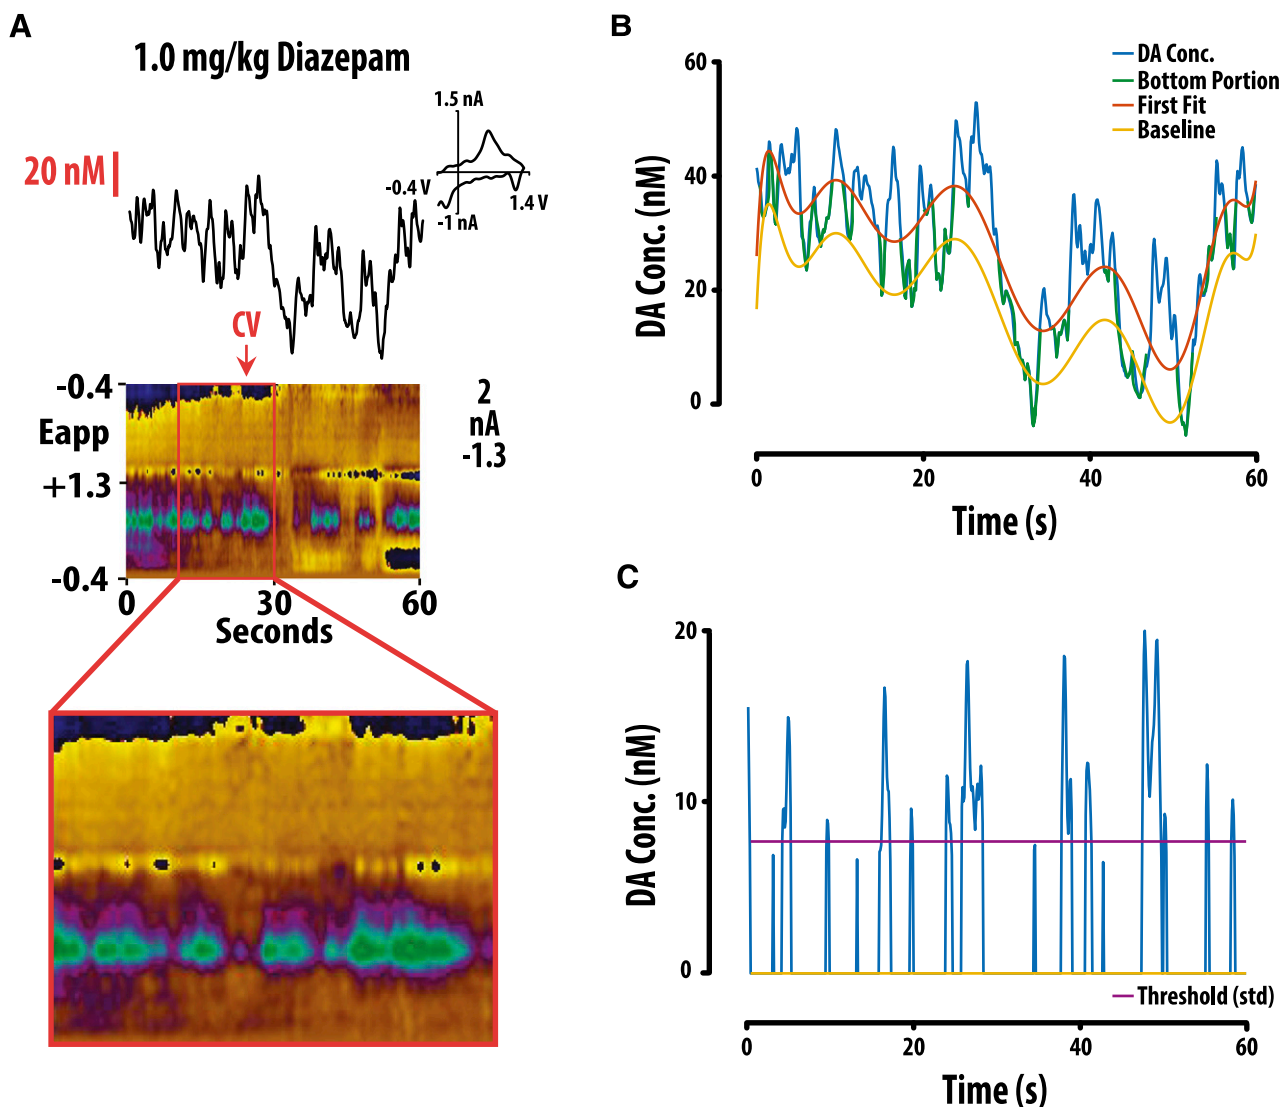 A
1.0 mg/kg Diazepam
20 nM
1.5 nA
-0.4 V
1.4 V
-1 nA
CV
-0.4
Eapp
+1.3
-0.4
2
nA
-1.3
0
30
60
Seconds
B
DA Conc.
Bottom Portion
First Fit
Baseline
60
40
20
0
DA Conc. (nM)
0
20
40
60
Time (s)
C
20
10
0
DA Conc. (nM)
Threshold (std)
0
20
40
60
Time (s)